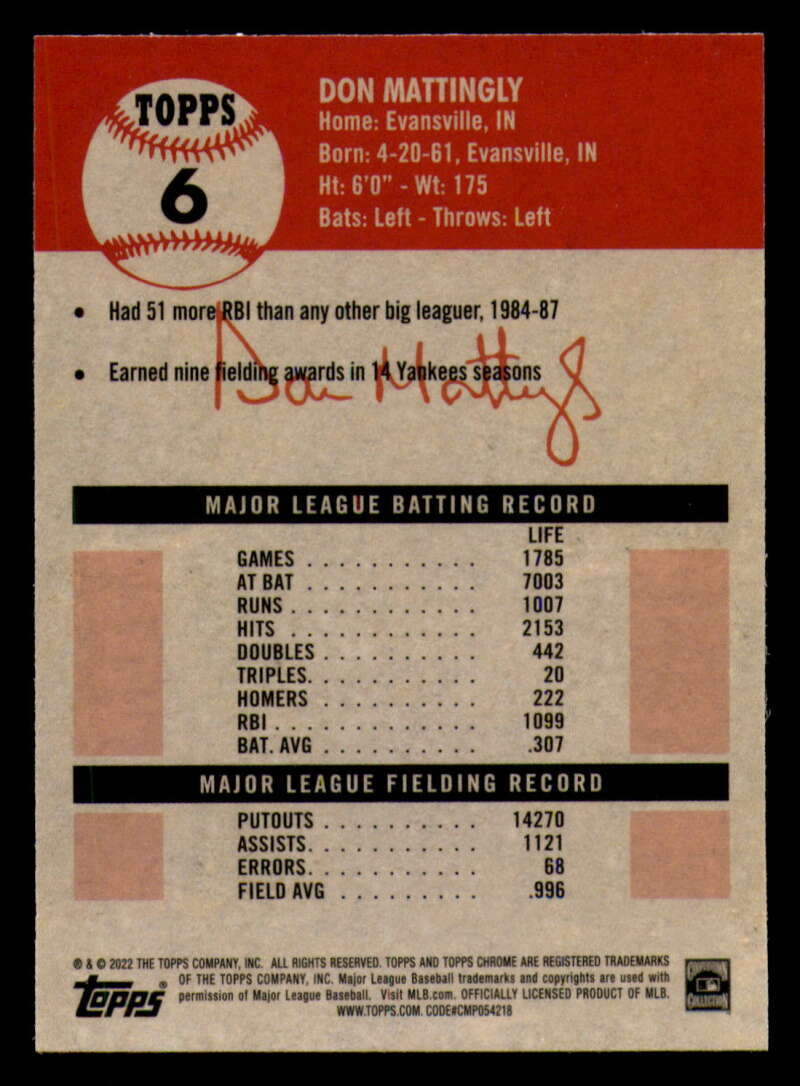 TOPPS
6
DON MATTINGLY
Home: Evansville, IN
Born: 4-20-61, Evansville, IN
Ht: 6'0" - Wt: 175
Bats: Left - Throws: Left
• Had 51 more RBI than any other big leaguer, 1984-87
• Earned nine fielding awards in 14 Yankees seasons
Don Mattingly
MAJOR LEAGUE BATTING RECORD
LIFE
GAMES . . . . . . . . . . . 1785
AT BAT . . . . . . . . . . . 7003
RUNS . . . . . . . . . . . . 1007
HITS . . . . . . . . . . . . 2153
DOUBLES . . . . . . . . . . 442
TRIPLES. . . . . . . . . . . 20
HOMERS . . . . . . . . . . 222
RBI . . . . . . . . . . . . . 1099
BAT. AVG . . . . . . . . . . .307
MAJOR LEAGUE FIELDING RECORD
PUTOUTS . . . . . . . . . . 14270
ASSISTS. . . . . . . . . . . 1121
ERRORS. . . . . . . . . . . 68
FIELD AVG . . . . . . . . . .996
® & © 2022 THE TOPPS COMPANY, INC. ALL RIGHTS RESERVED. TOPPS AND TOPPS CHROME ARE REGISTERED TRADEMARKS
OF THE TOPPS COMPANY, INC. Major League Baseball trademarks and copyrights are used with
permission of Major League Baseball. Visit MLB.com. OFFICIALLY LICENSED PRODUCT OF MLB.
WWW.TOPPS.COM. CODE#CMP054218
Topps®
COOPERSTOWN
COLLECTION